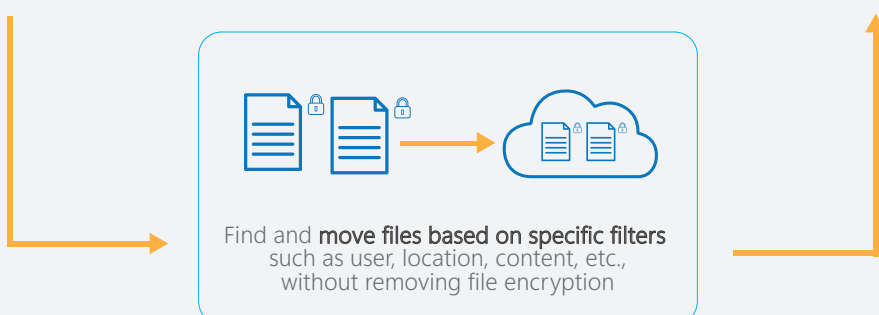 Find and move files based on specific filters
such as user, location, content, etc.,
without removing file encryption